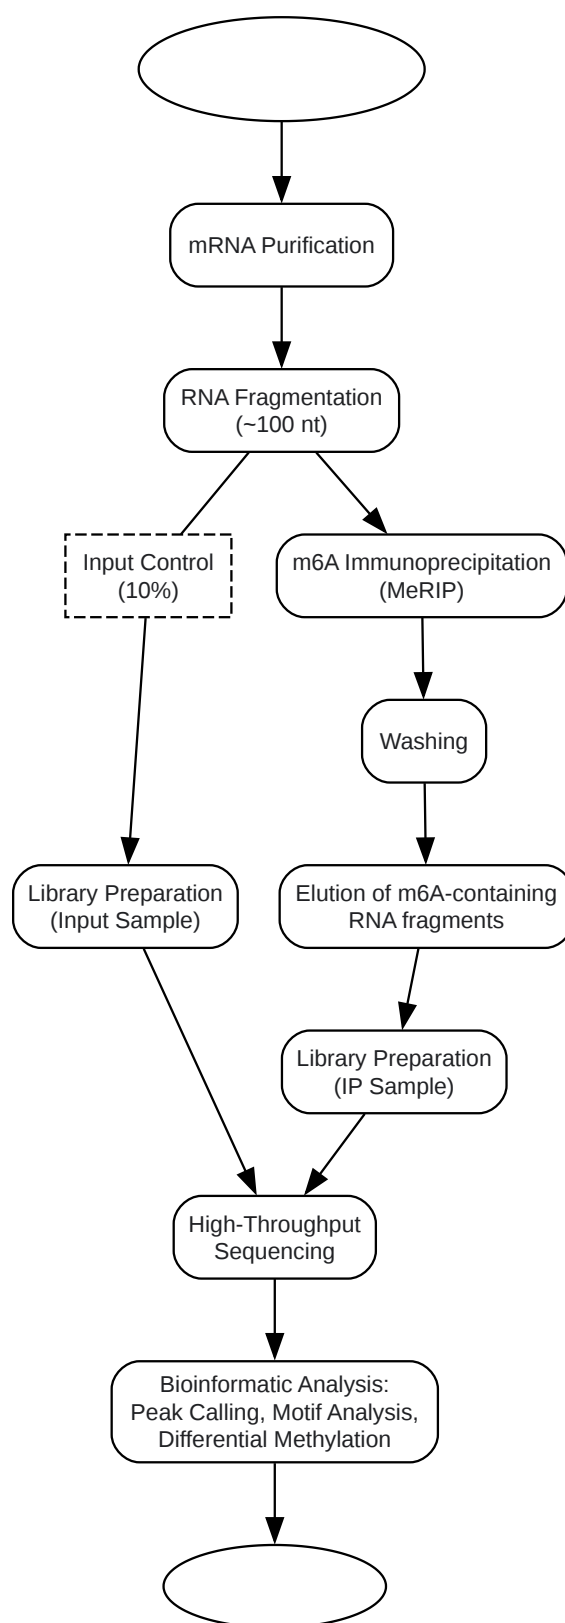 mRNA Purification
RNA Fragmentation
(~100 nt)
Input Control
(10%)
m6A Immunoprecipitation
(MeRIP)
Washing
Library Preparation
(Input Sample)
Elution of m6A-containing
RNA fragments
Library Preparation
(IP Sample)
High-Throughput
Sequencing
Bioinformatic Analysis:
Peak Calling, Motif Analysis,
Differential Methylation